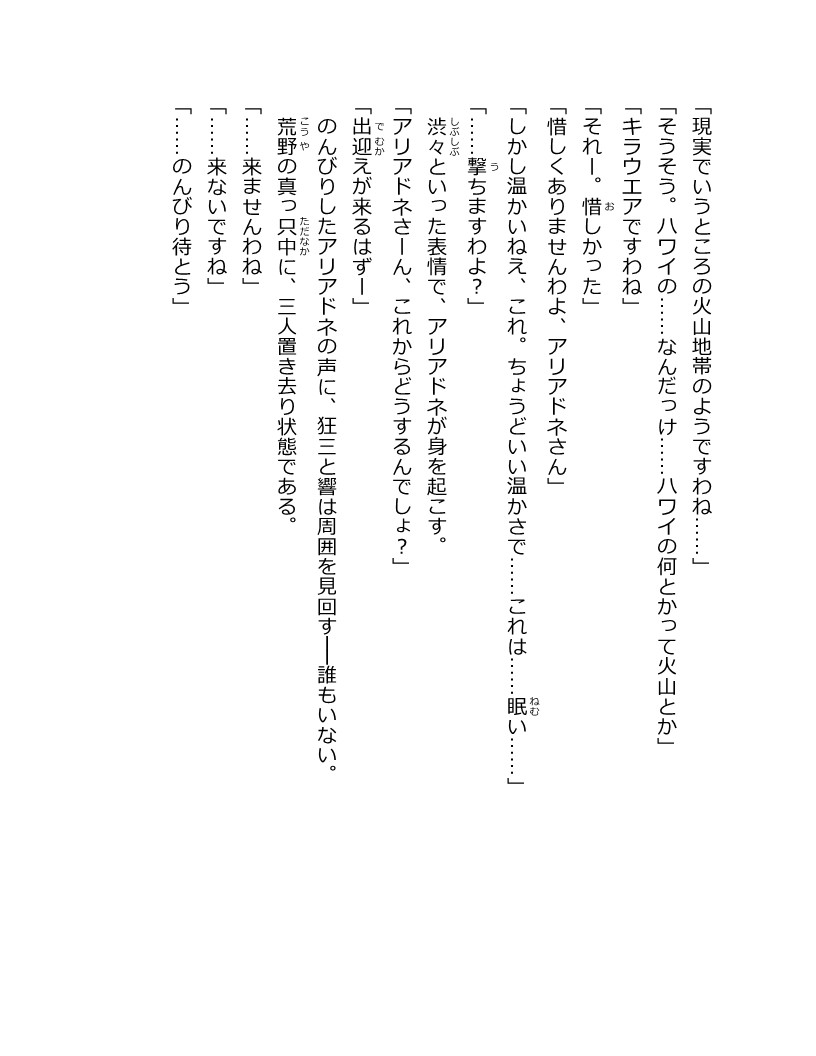 「現実でいうところの火山地帯のようですわね……」
「そうそう。ハワイの……なんだっけ……ハワイの何とかって火山とか」
「キラウエアですわね」
「それー。惜しかった」
「惜しくありませんわよ、アリアドネさん」
「しかし温かいねえ、これ。ちょうどいい温かさで……これは……眠い……」
「……撃ちますわよ？」
渋々といった表情で、アリアドネが身を起こす。
「アリアドネさーん、これからどうするんでしょ？」
「出迎えが来るはずー」
のんびりしたアリアドネの声に、狂三と響は周囲を見回す──誰もいない。
荒野の真っ只中に、三人置き去り状態である。
「……来ませんわね」
「……来ないですね」
「……のんびり待とう」